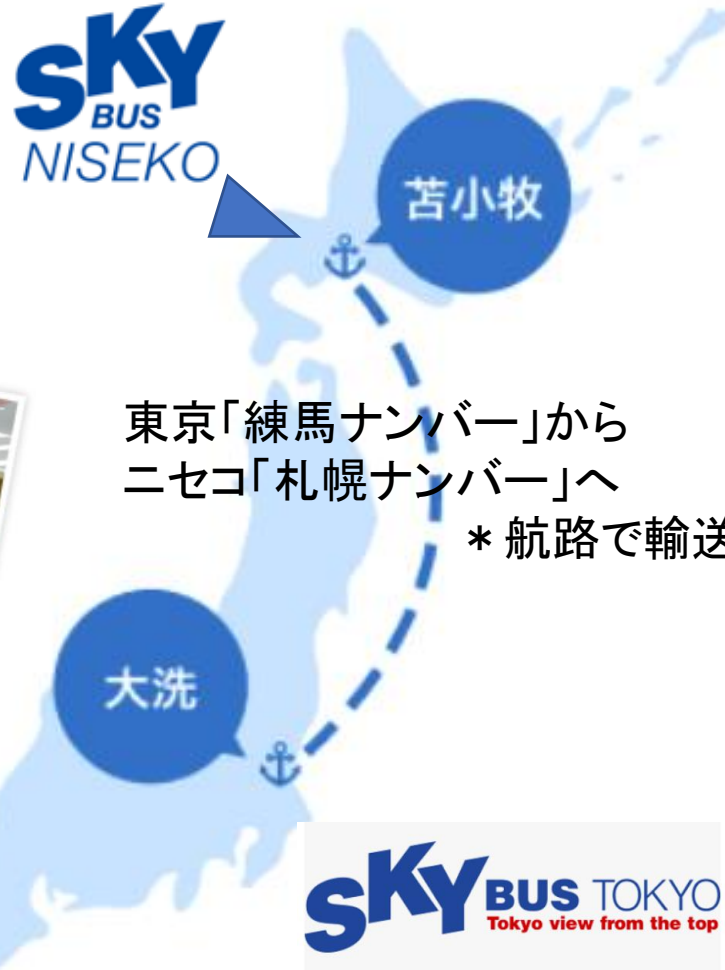 SKY
BUS
NISEKO
苫小牧
東京「練馬ナンバー」から
ニセコ「札幌ナンバー」へ
＊航路で輸送
大洗
SKY BUS TOKYO
Tokyo view from the top